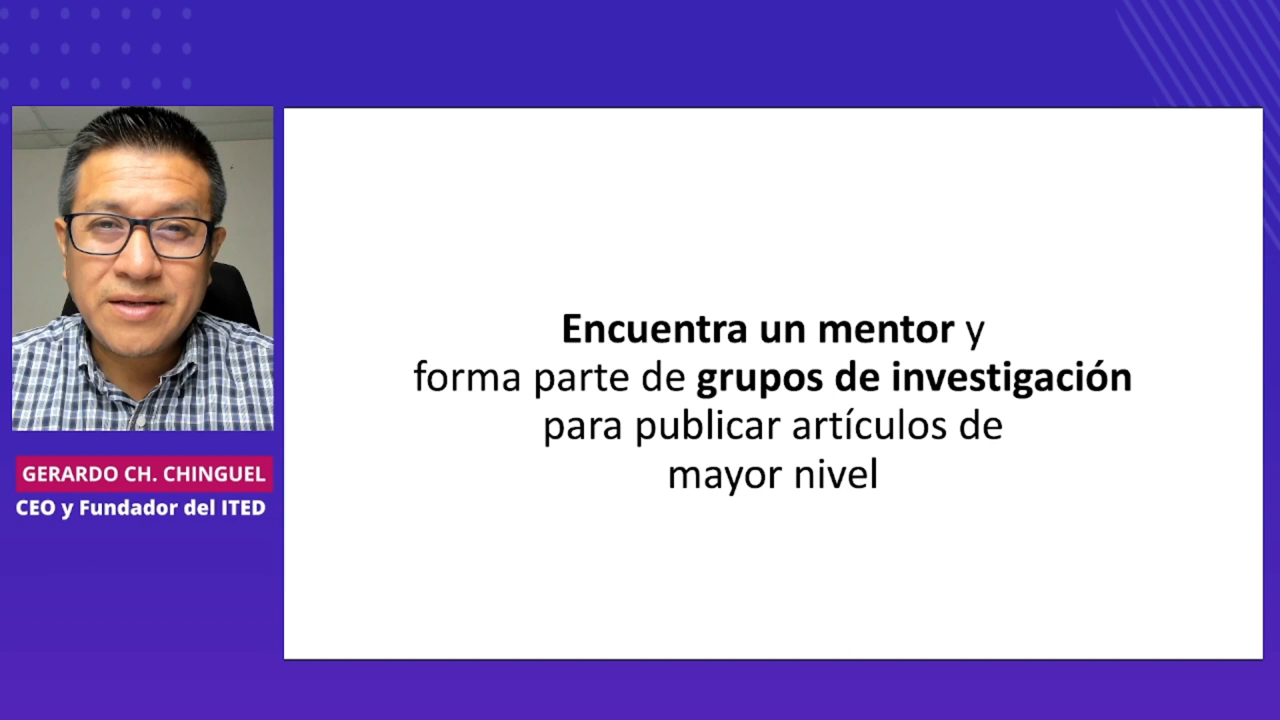 GERARDO CH. CHINGUEL
CEO y Fundador del ITED
Encuentra un mentor y
forma parte de grupos de investigación
para publicar artículos de
mayor nivel